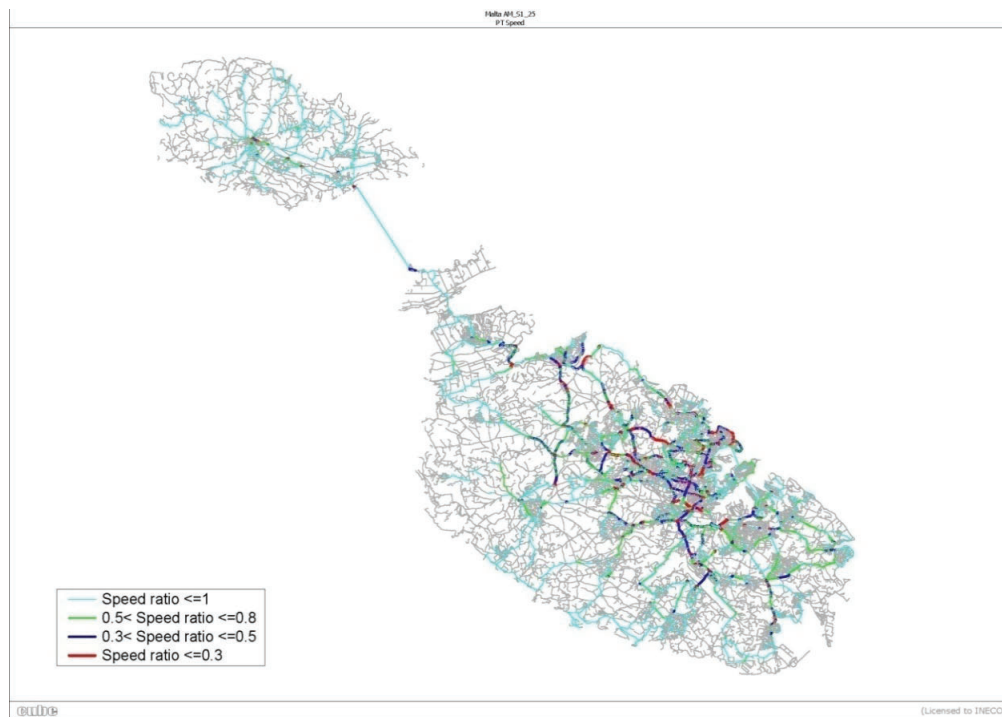 Malta AM_S1_25
PT Speed
Speed ratio <=1
0.5< Speed ratio <=0.8
0.3< Speed ratio <=0.5
Speed ratio <=0.3
cube
(Licensed to INECO